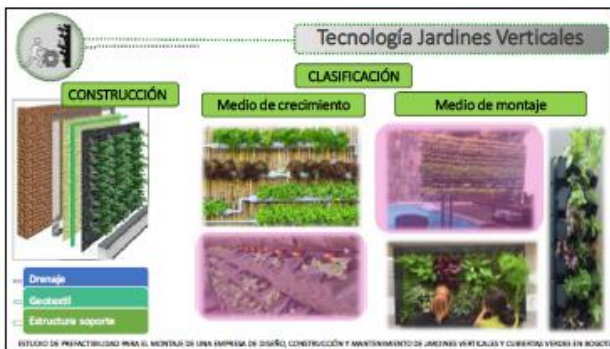 Tecnología Jardines Verticales
CLASIFICACIÓN
CONSTRUCCIÓN
Medio de crecimiento
Medio de montaje
Drenaje
Geotextil
Estructura soporte
ESTUDIO DE PREFACTIBILIDAD PARA EL MONTAJE DE UNA EMPRESA DE DISEÑO, CONSTRUCCIÓN Y MANTENIMIENTO DE JARDINES VERTICALES Y CUBIERTAS VERDES EN BOGOTÁ